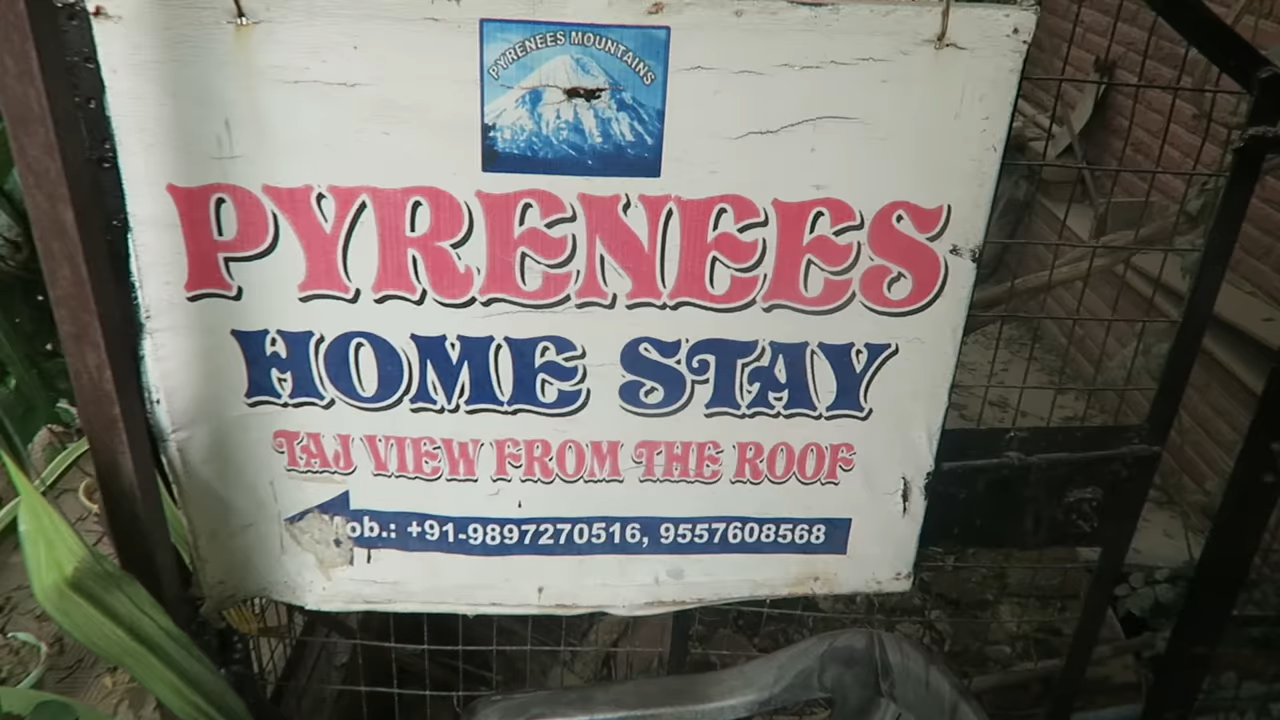 PYRENEES MOUNTAINS
PYRENEES
HOME STAY
TAJ VIEW FROM THE ROOF
Mob.: +91-9897270516, 9557608568